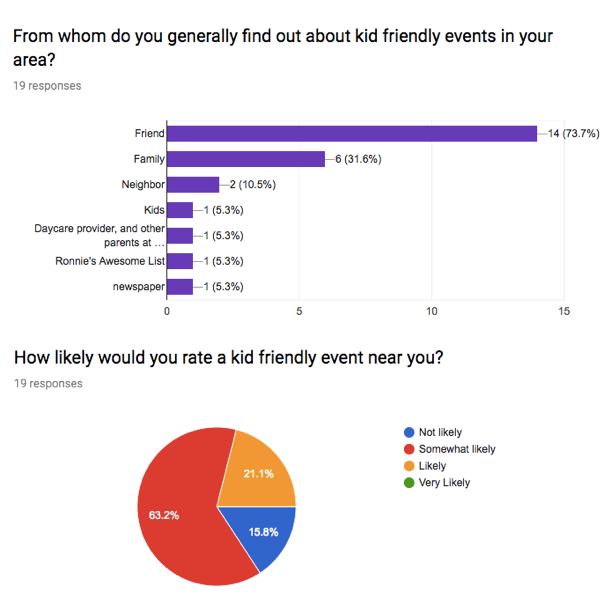 From whom do you generally find out about kid friendly events in your
area?
19 responses
Friend
14 (73.7%)
Family
6 (31.6%)
Neighbor
2 (10.5%)
Kids
1 (5.3%)
Daycare provider, and other
parents at ...
1 (5.3%)
Ronnie's Awesome List
1 (5.3%)
newspaper
1 (5.3%)
0
5
10
15
How likely would you rate a kid friendly event near you?
19 responses
Not likely
Somewhat likely
Likely
Very Likely
21.1%
63.2%
15.8%